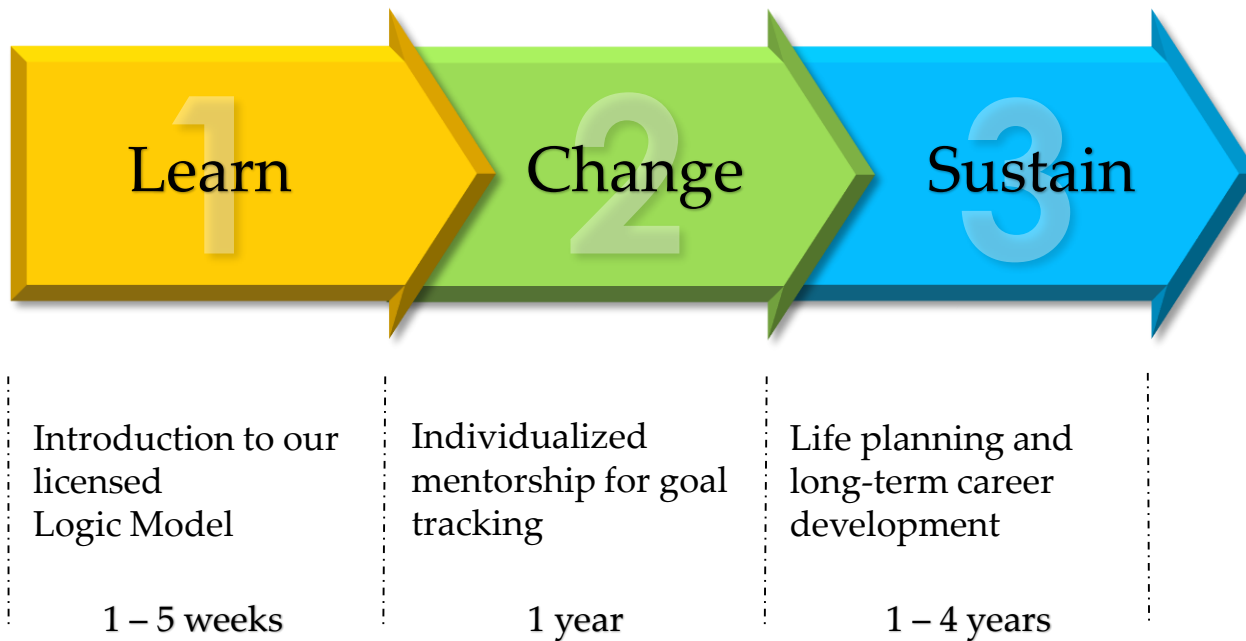 1
Learn
2
Change
3
Sustain
Introduction to our
licensed
Logic Model
1 – 5 weeks
Individualized
mentorship for goal
tracking
1 year
Life planning and
long-term career
development
1 – 4 years